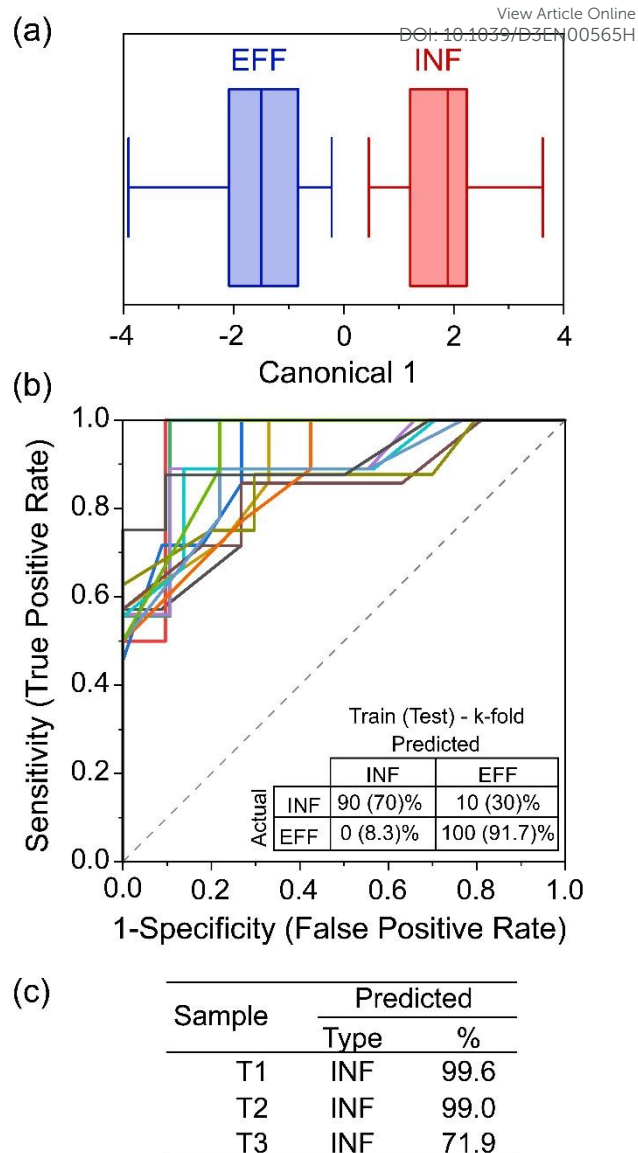 View Article Online
DOI: 10.1039/D3EN00565H
(a)
EFF INF
-4 -2 0 2 4
Canonical 1
(b)
1.0
0.8
0.6
0.4
0.2
0.0
Sensitivity (True Positive Rate)
Train (Test) - k-fold
Predicted
INF EFF
Actual
INF 90 (70)% 10 (30)%
EFF 0 (8.3)% 100 (91.7)%
0.0 0.2 0.4 0.6 0.8 1.0
1-Specificity (False Positive Rate)
(c)
Sample Predicted
Type %
T1 INF 99.6
T2 INF 99.0
T3 INF 71.9